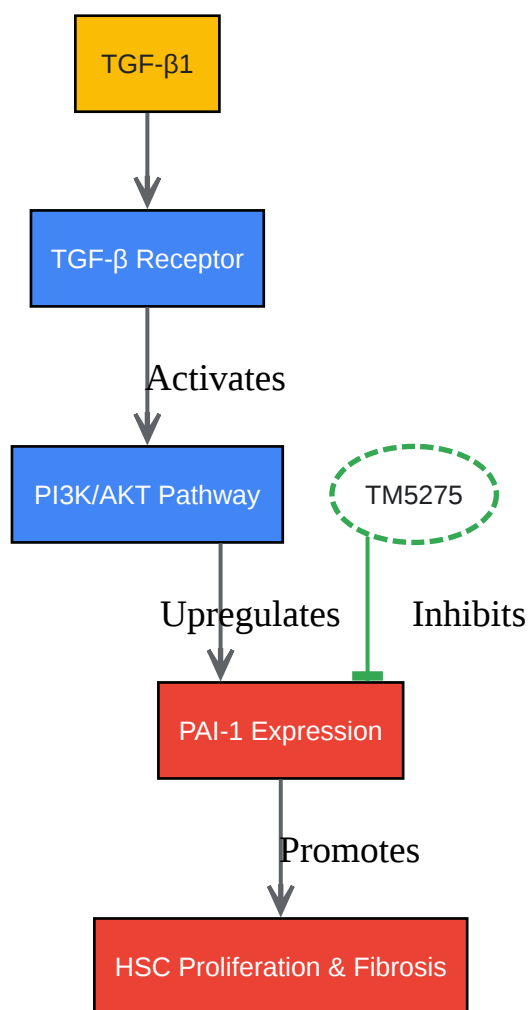 TGF-β1
TGF-β Receptor
Activates
PI3K/AKT Pathway
TM5275
Upregulates
Inhibits
PAI-1 Expression
Promotes
HSC Proliferation & Fibrosis